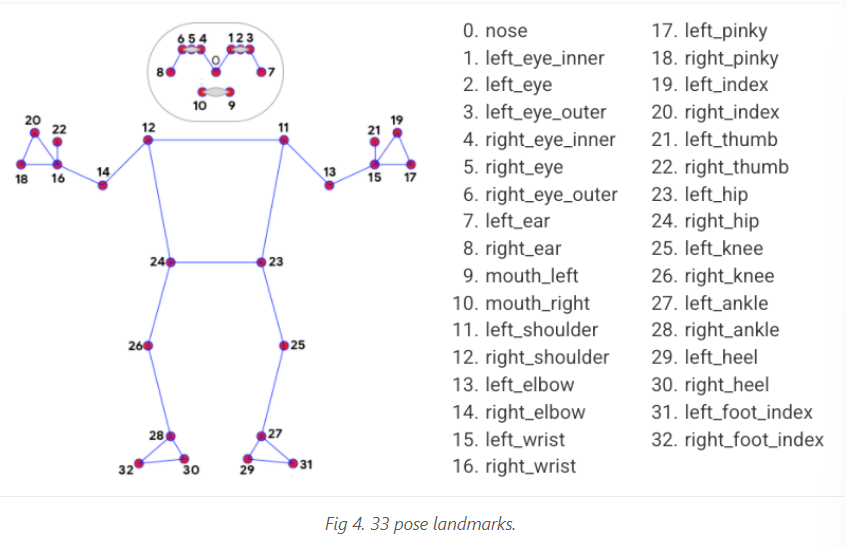 6 5 4 1 2 3
0
8 7
10 9
20 19
22 21
12 11
14 13
18 16 15 17
24 23
26 25
28 27
32 30 29 31
0. nose
1. left_eye_inner
2. left_eye
3. left_eye_outer
4. right_eye_inner
5. right_eye
6. right_eye_outer
7. left_ear
8. right_ear
9. mouth_left
10. mouth_right
11. left_shoulder
12. right_shoulder
13. left_elbow
14. right_elbow
15. left_wrist
16. right_wrist
17. left_pinky
18. right_pinky
19. left_index
20. right_index
21. left_thumb
22. right_thumb
23. left_hip
24. right_hip
25. left_knee
26. right_knee
27. left_ankle
28. right_ankle
29. left_heel
30. right_heel
31. left_foot_index
32. right_foot_index
Fig 4. 33 pose landmarks.